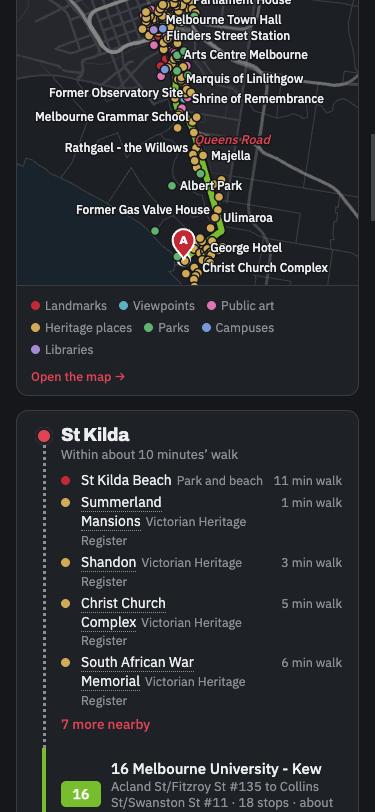 Parliament House
Melbourne Town Hall
Flinders Street Station
Arts Centre Melbourne
Marquis of Linlithgow
Former Observatory Site
Shrine of Remembrance
Melbourne Grammar School
Queens Road
Rathgael - the Willows
Majella
Albert Park
Former Gas Valve House
Ulimaroa
A
George Hotel
Christ Church Complex
Landmarks Viewpoints Public art
Heritage places Parks Campuses
Libraries
Open the map →
St Kilda
Within about 10 minutes’ walk
St Kilda Beach Park and beach 11 min walk
Summerland 1 min walk
Mansions Victorian Heritage
Register
Shandon Victorian Heritage 3 min walk
Register
Christ Church 5 min walk
Complex Victorian Heritage
Register
South African War 6 min walk
Memorial Victorian Heritage
Register
7 more nearby
16 Melbourne University - Kew
16 Acland St/Fitzroy St #135 to Collins
St/Swanston St #11 · 18 stops · about